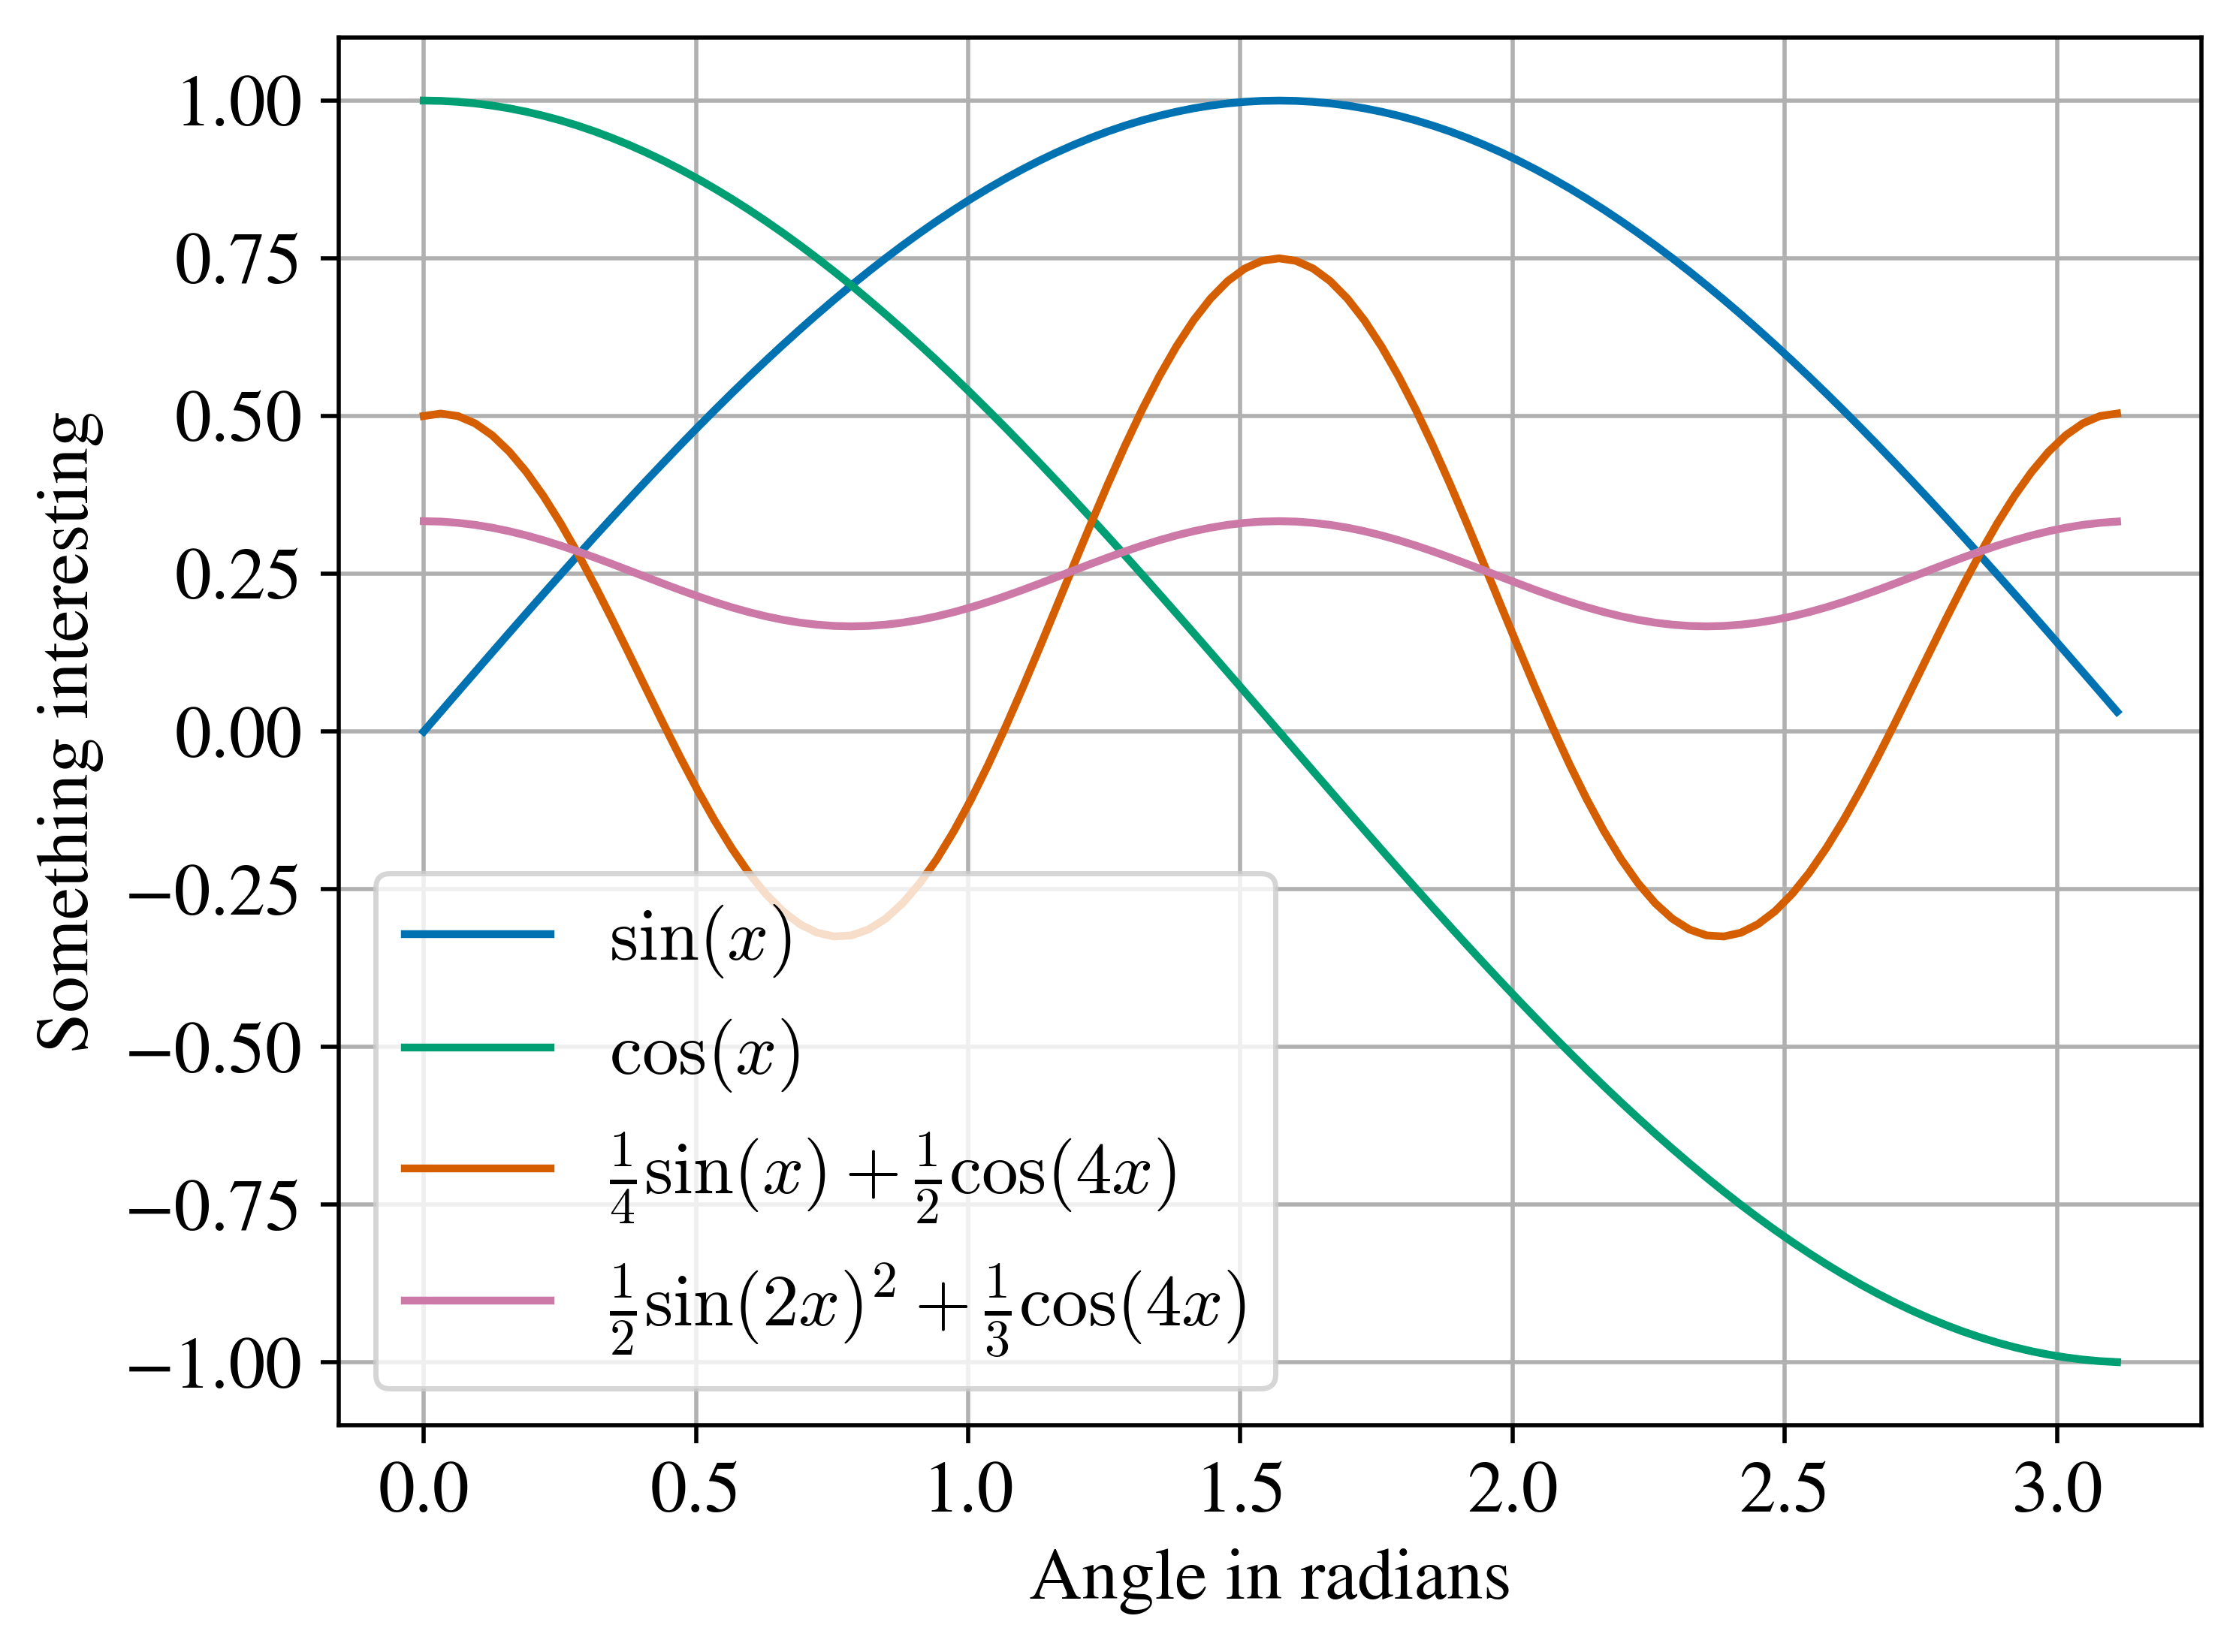 1.00
0.75
0.50
0.25
0.00
−0.25
−0.50
−0.75
−1.00
Something interesting
sin(x)
cos(x)
1/4 sin(x) + 1/2 cos(4x)
1/2 sin(2x)² + 1/3 cos(4x)
0.0 0.5 1.0 1.5 2.0 2.5 3.0
Angle in radians